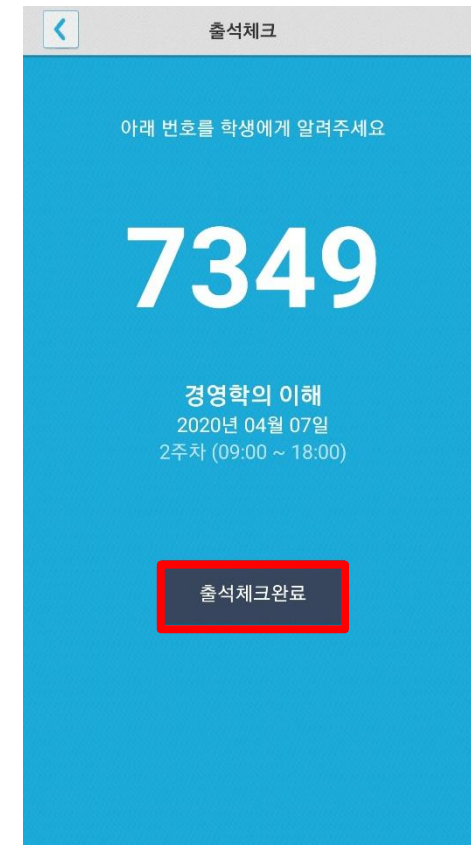 출석체크
아래 번호를 학생에게 알려주세요
7349
경영학의 이해
2020년 04월 07일
2주차 (09:00 ~ 18:00)
출석체크완료